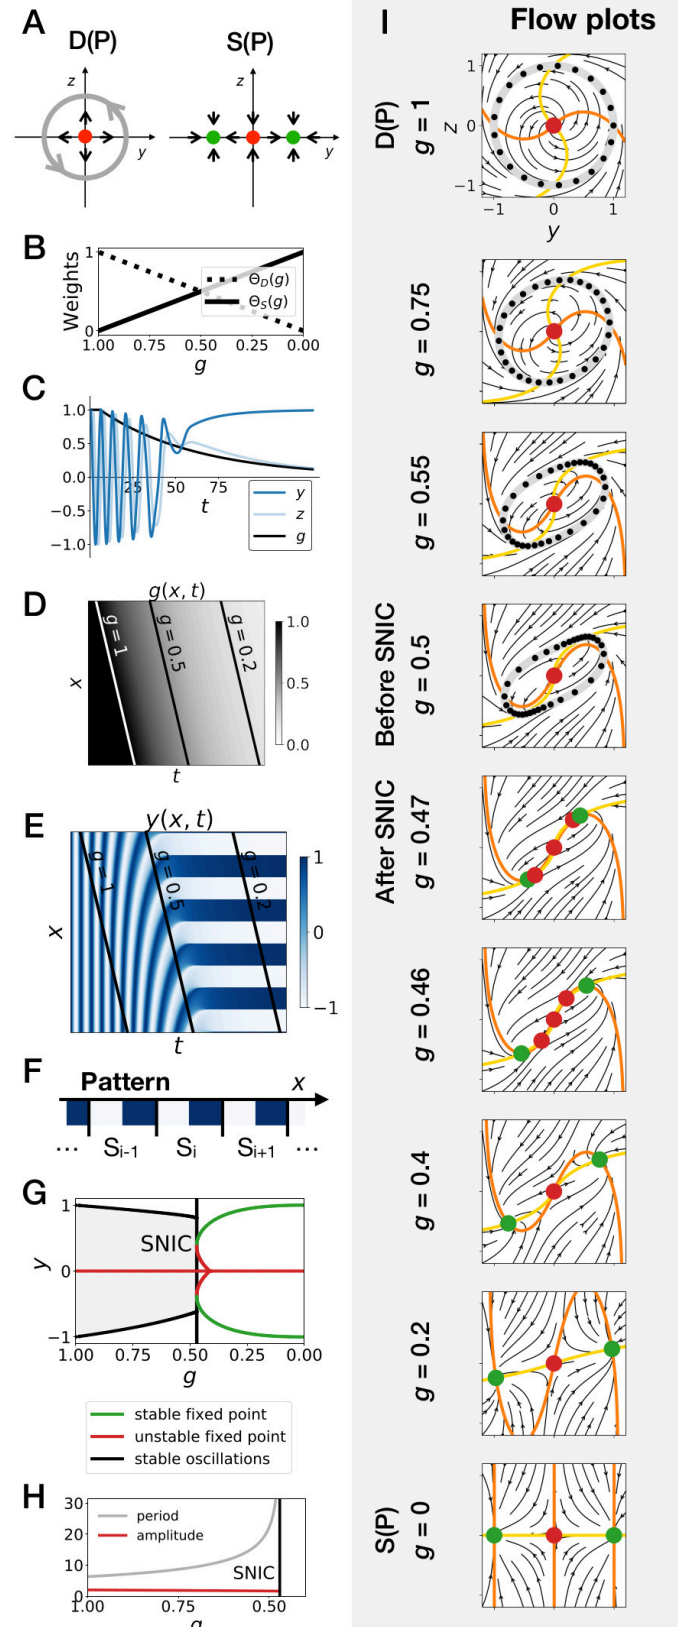 A
D(P)
S(P)
z
y
z
y
B
Weights
1
0
1.00
0.75
0.50
0.25
0.00
g
Θ_D(g)
Θ_S(g)
C
1.0
0.5
0.0
−0.5
−1.0
25
50
75
t
y
z
g
D
g(x, t)
g = 1
g = 0.5
g = 0.2
x
t
1.0
0.5
0.0
E
y(x, t)
g = 1
g = 0.5
g = 0.2
x
t
1
0
−1
F
Pattern
x
...
S_{i-1}
S_i
S_{i+1}
...
G
1
0
−1
y
SNIC
1.00
0.75
0.50
0.25
0.00
g
stable fixed point
unstable fixed point
stable oscillations
H
30
20
10
0
period
amplitude
SNIC
1.00
0.75
0.50
g
I
Flow plots
D(P)
g = 1
1
0
−1
z
−1
0
1
y
g = 0.75
g = 0.55
Before SNIC
g = 0.5
After SNIC
g = 0.47
g = 0.46
g = 0.4
g = 0.2
S(P)
g = 0